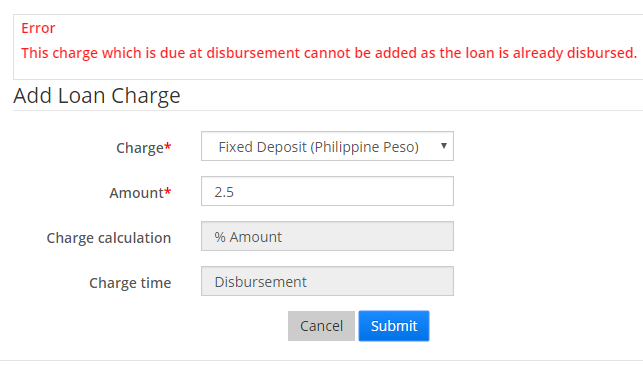 Error
This charge which is due at disbursement cannot be added as the loan is already disbursed.
Add Loan Charge
Charge* Fixed Deposit (Philippine Peso)
Amount* 2.5
Charge calculation % Amount
Charge time Disbursement
Cancel Submit